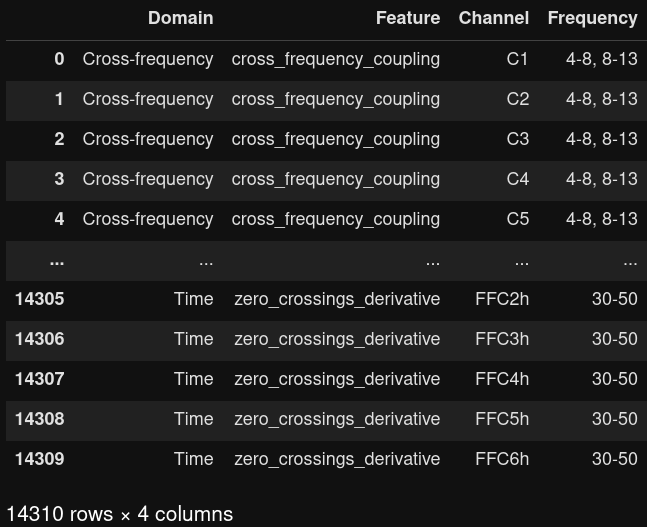 Domain Feature Channel Frequency
0 Cross-frequency cross_frequency_coupling C1 4-8, 8-13
1 Cross-frequency cross_frequency_coupling C2 4-8, 8-13
2 Cross-frequency cross_frequency_coupling C3 4-8, 8-13
3 Cross-frequency cross_frequency_coupling C4 4-8, 8-13
4 Cross-frequency cross_frequency_coupling C5 4-8, 8-13
... ... ... ... ...
14305 Time zero_crossings_derivative FFC2h 30-50
14306 Time zero_crossings_derivative FFC3h 30-50
14307 Time zero_crossings_derivative FFC4h 30-50
14308 Time zero_crossings_derivative FFC5h 30-50
14309 Time zero_crossings_derivative FFC6h 30-50
14310 rows × 4 columns